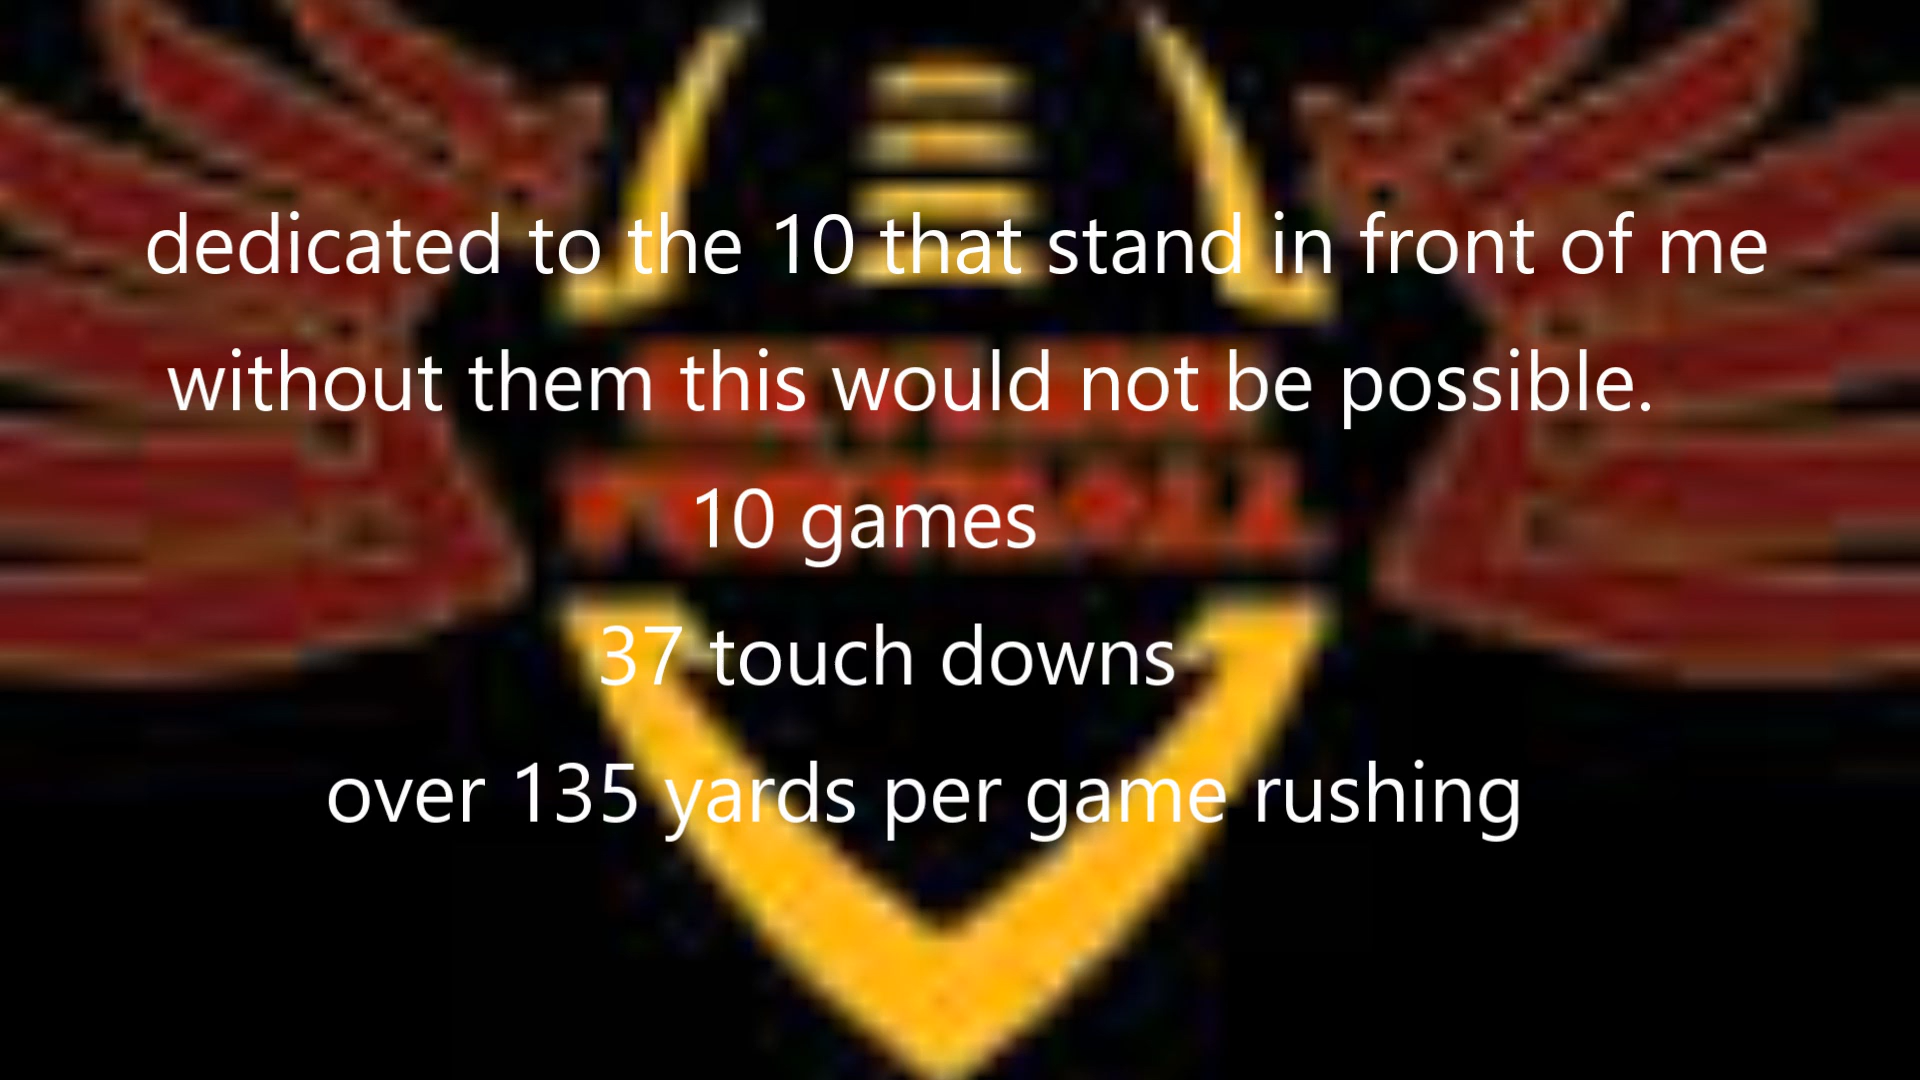 dedicated to the 10 that stand in front of me
without them this would not be possible.
10 games
37 touch downs
over 135 yards per game rushing